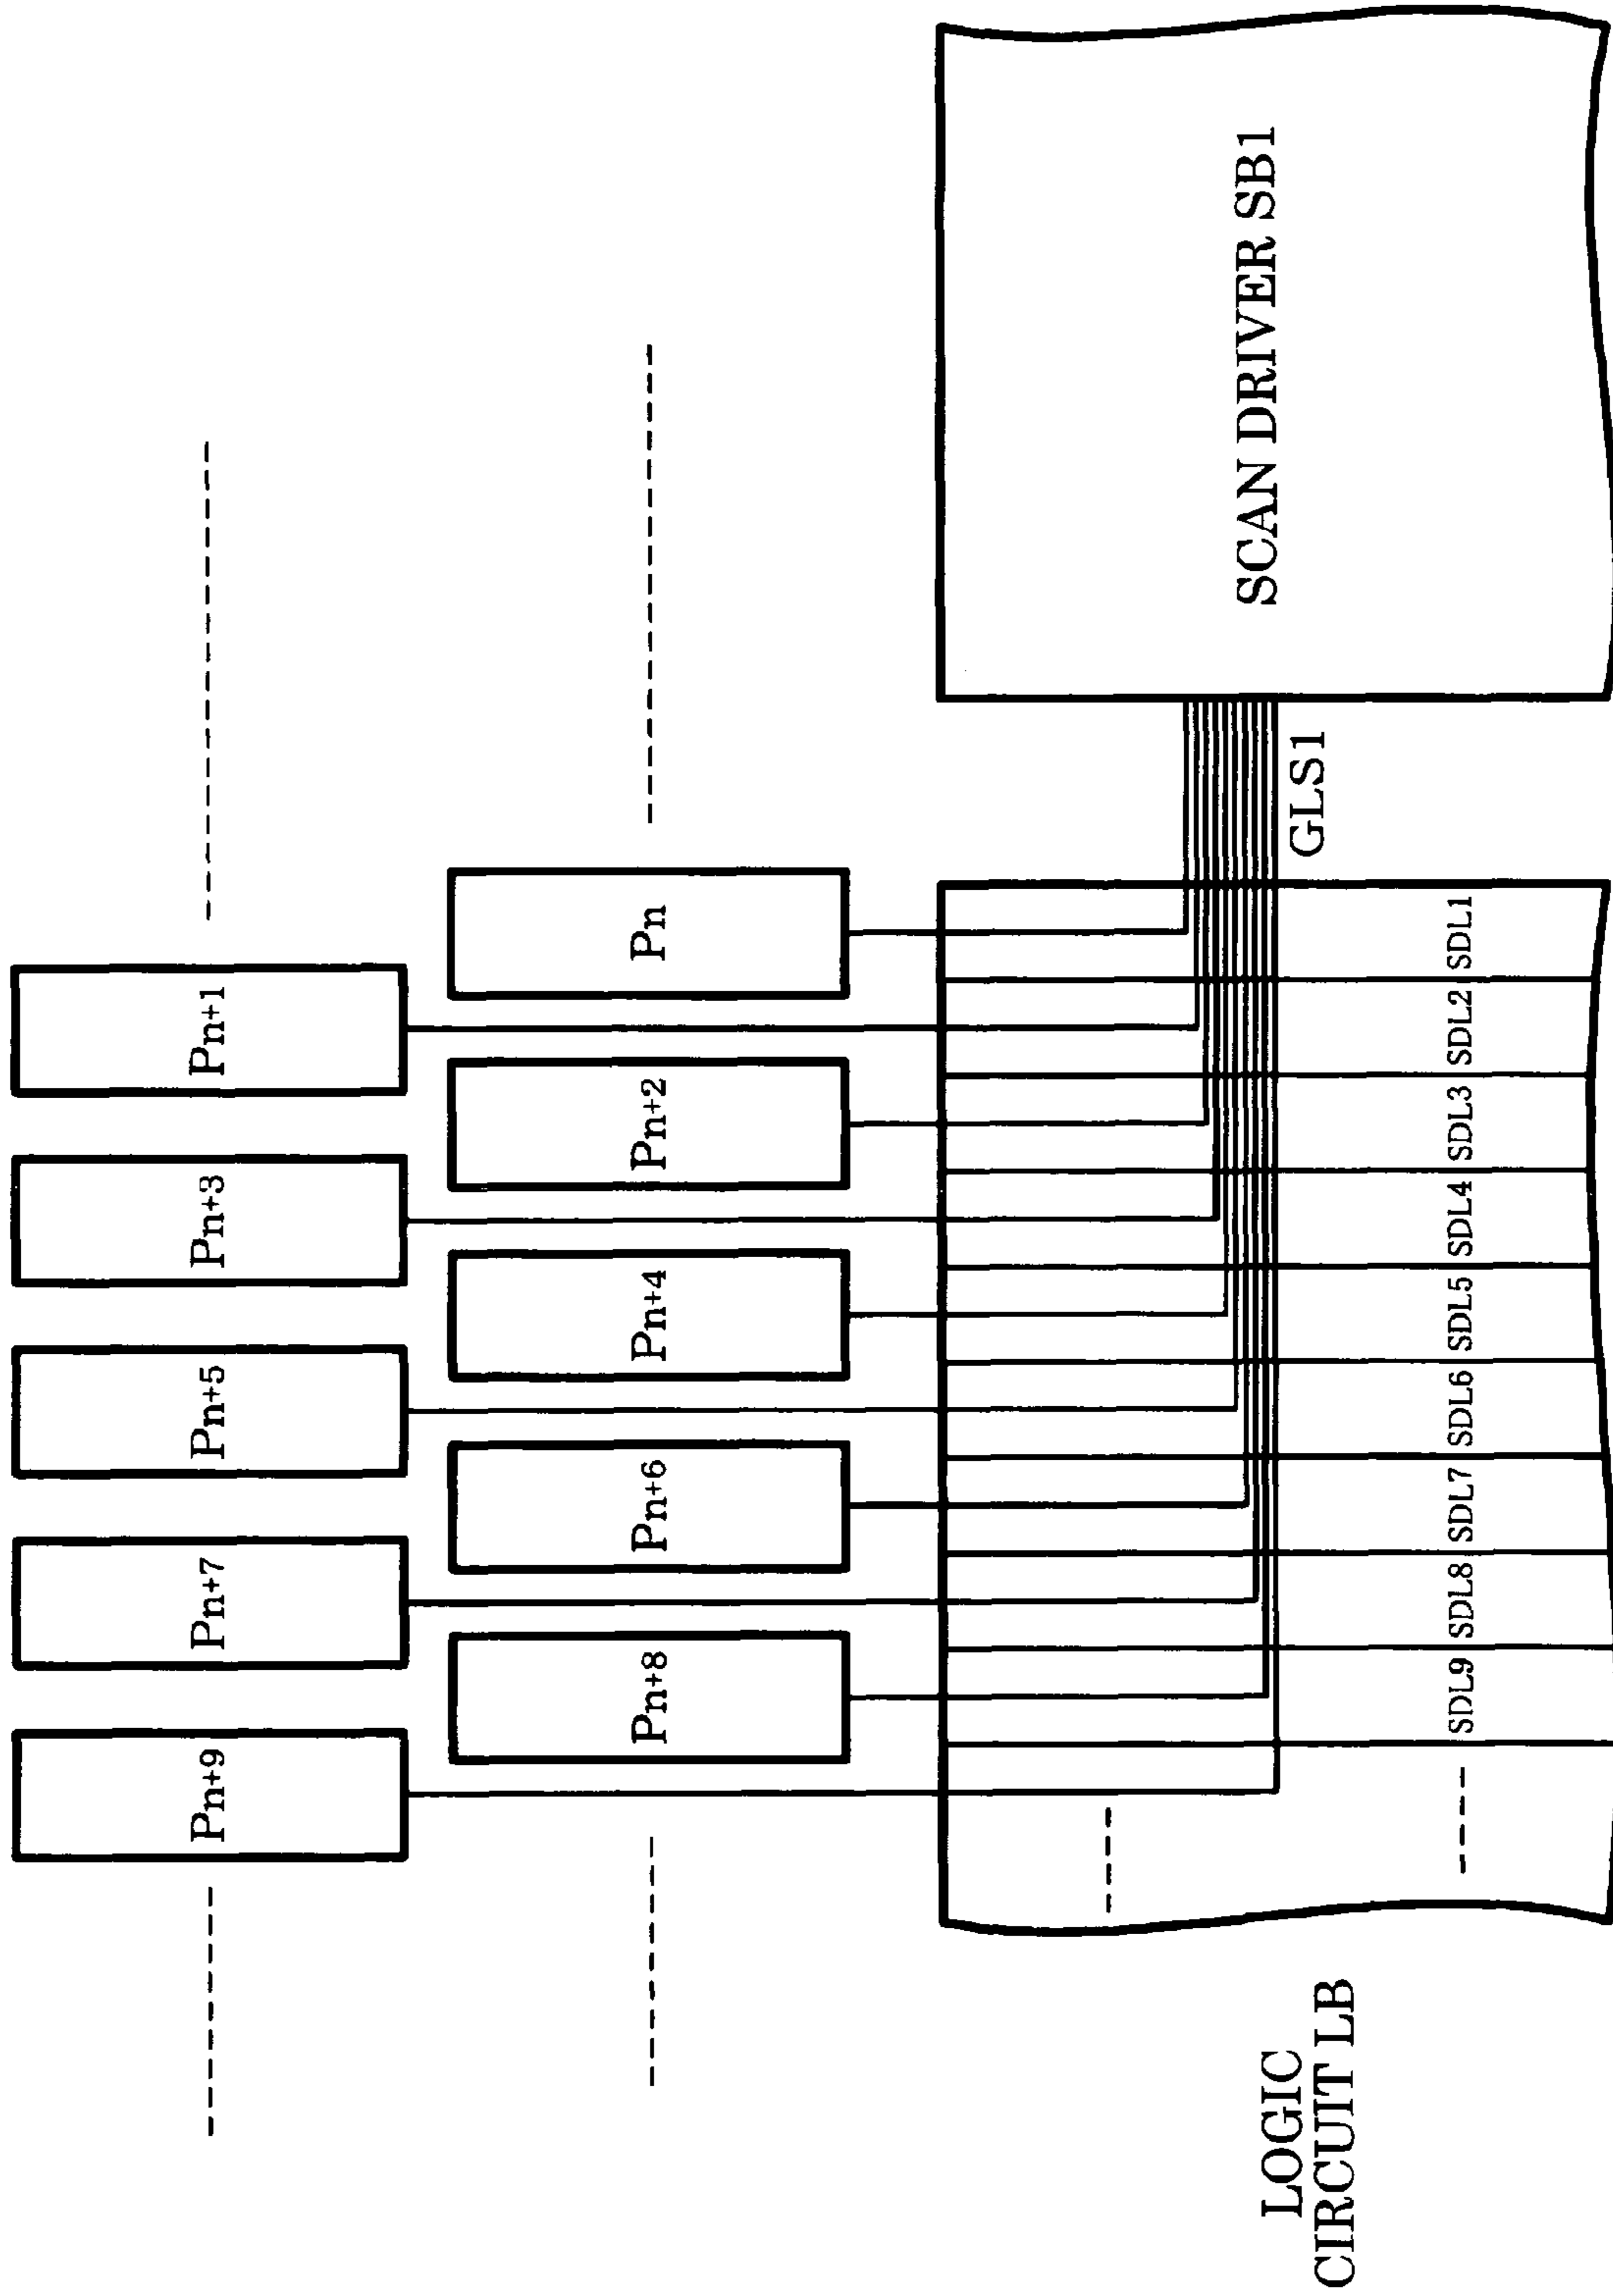 Pn+1
Pn+3
Pn+5
Pn+7
Pn+9
Pn
Pn+2
Pn+4
Pn+6
Pn+8
SCAN DRIVER SB1
GLS1
SDL1
SDL2
SDL3
SDL4
SDL5
SDL6
SDL7
SDL8
SDL9
LOGIC
CIRCUIT LB